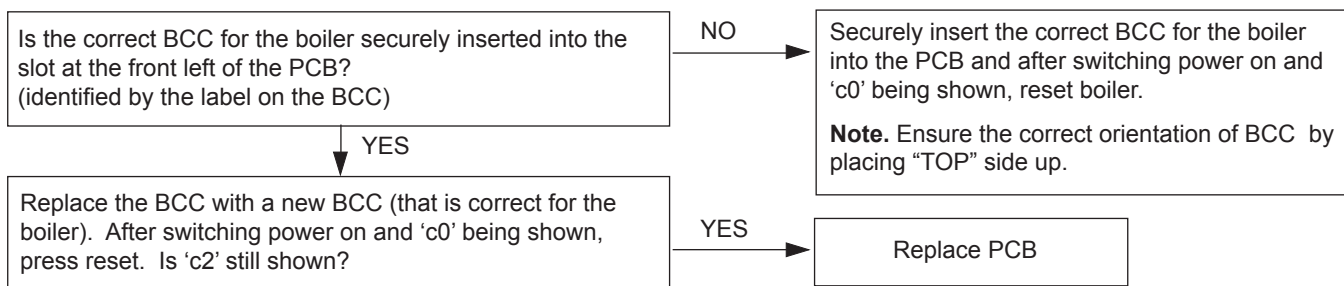 Is the correct BCC for the boiler securely inserted into the
slot at the front left of the PCB?
(identified by the label on the BCC)
NO
Securely insert the correct BCC for the boiler
into the PCB and after switching power on and
‘c0’ being shown, reset boiler.
Note. Ensure the correct orientation of BCC by
placing “TOP” side up.
YES
Replace the BCC with a new BCC (that is correct for the
boiler). After switching power on and ‘c0’ being shown,
press reset. Is ‘c2’ still shown?
YES
Replace PCB